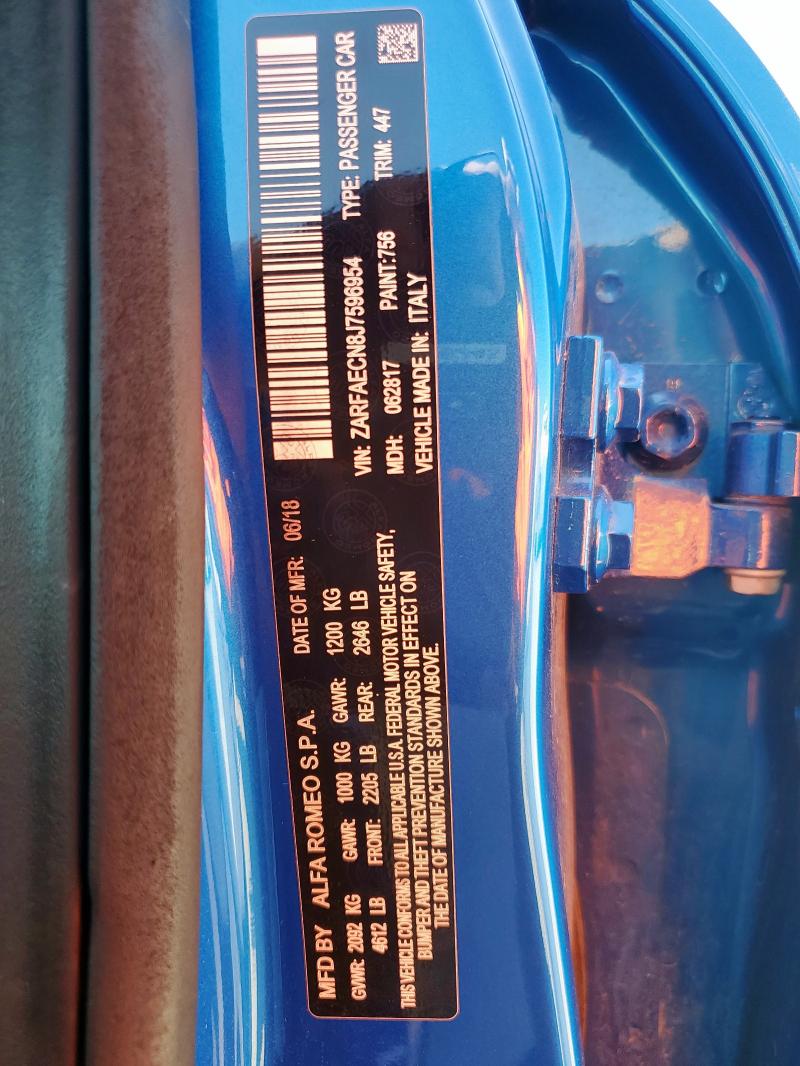 MFD BY ALFA ROMEO S.P.A. DATE OF MFR: 06/18
GVWR: 2092 KG GAWR: 1000 KG GAWR: 1200 KG
4612 LB FRONT: 2205 LB REAR: 2646 LB
THIS VEHICLE CONFORMS TO ALL APPLICABLE U.S.A. FEDERAL MOTOR VEHICLE SAFETY,
BUMPER AND THEFT PREVENTION STANDARDS IN EFFECT ON
THE DATE OF MANUFACTURE SHOWN ABOVE.
VIN: ZARFAECN8J7596954 TYPE: PASSENGER CAR
MDH: 062817 PAINT:756 TRIM: 447
VEHICLE MADE IN: ITALY